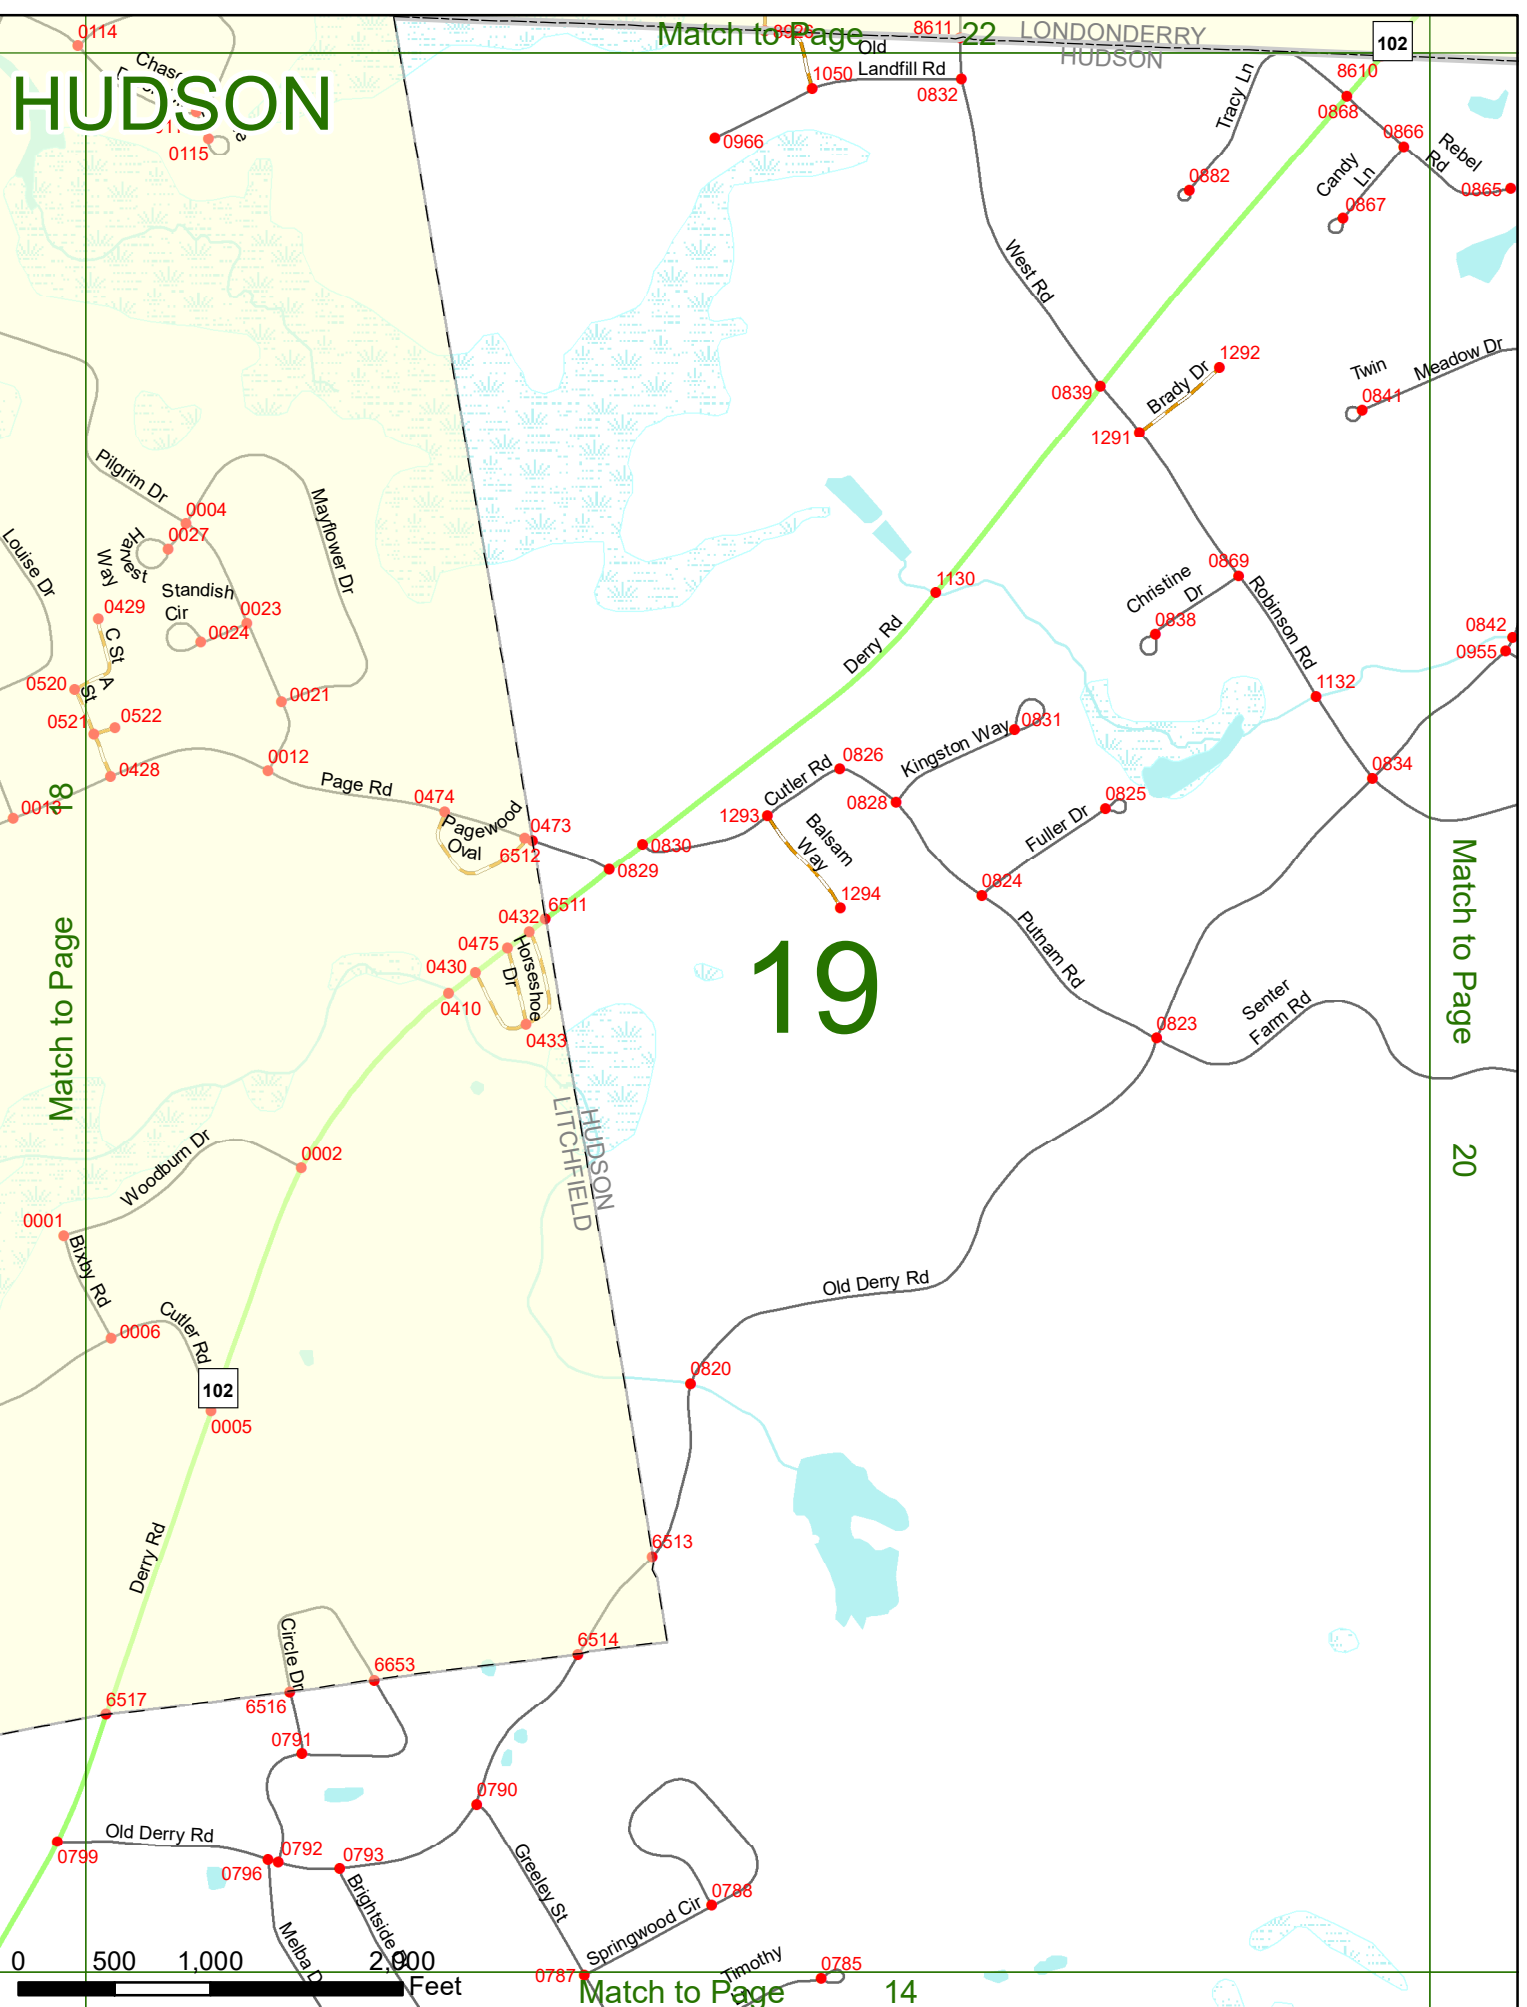 0114
Match to Page
8926
8611
22
LONDONDERRY
HUDSON
102
HUDSON
0115
Old
Landfill Rd
1050
0832
0966
Tracy Ln
8610
0868
0866
Rebel
Rd
0865
Candy
Ln
0867
0882
West Rd
0839
1291
Brady Dr
1292
Twin
Meadow Dr
0841
Pilgrim Dr
0004
0027
Harvest
Way
Mayflower Dr
Louise Dr
Standish
Cir
0023
0024
0429
C St
A
St
0520
0521
0522
0021
0428
0012
0013
18
Page Rd
0474
Pagewood
Oval
0473
6512
0829
0830
1130
Derry Rd
0869
Christine
Dr
0838
Robinson Rd
1132
0842
0955
0834
Kingston Way
0831
Cutler Rd
0826
0828
1293
Balsam
Way
1294
Fuller Dr
0825
0824
Putnam Rd
0823
Senter
Farm Rd
6511
0432
0475
0430
0410
Horseshoe
Dr
0433
19
Match to Page
Match to Page
20
HUDSON
LITCHFIELD
Woodburn Dr
0002
0001
Bixby Rd
0006
Cutler Rd
102
0005
Derry Rd
Old Derry Rd
0820
6513
6514
Circle Dr
6653
6516
6517
0791
0790
Old Derry Rd
0799
0792
0796
0793
Greeley St
Brightside
Melba D
0788
Springwood Cir
0787
Timothy
0785
0
500
1,000
2,000
Feet
Match to Page
14